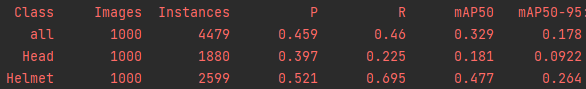 Class Images Instances P R mAP50 mAP50-95:
all 1000 4479 0.459 0.46 0.329 0.178
Head 1000 1880 0.397 0.225 0.181 0.0922
Helmet 1000 2599 0.521 0.695 0.477 0.264